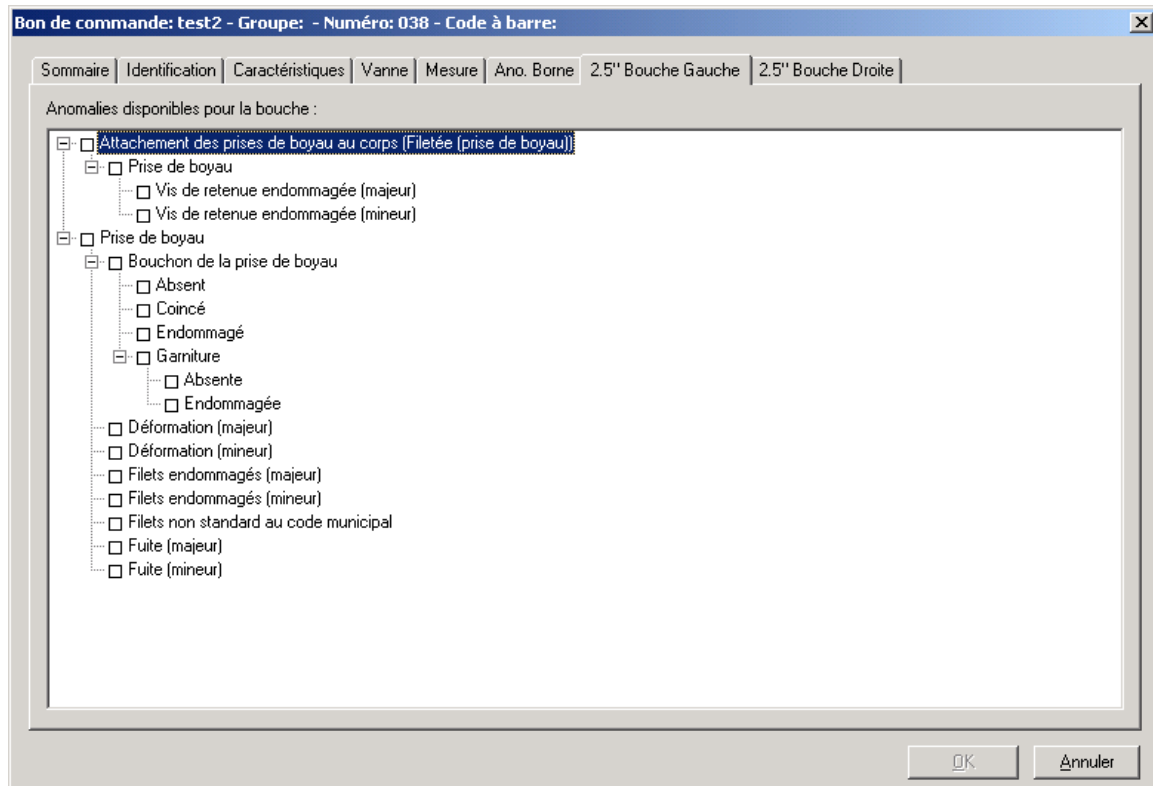 Bon de commande: test2 - Groupe:  - Numéro: 038 - Code à barre:
Sommaire Identification Caractéristiques Vanne Mesure Ano. Borne 2.5'' Bouche Gauche 2.5'' Bouche Droite
Anomalies disponibles pour la bouche :
Attachement des prises de boyau au corps (Filetée (prise de boyau))
Prise de boyau
Vis de retenue endommagée (majeur)
Vis de retenue endommagée (mineur)
Prise de boyau
Bouchon de la prise de boyau
Absent
Coincé
Endommagé
Garniture
Absente
Endommagée
Déformation (majeur)
Déformation (mineur)
Filets endommagés (majeur)
Filets endommagés (mineur)
Filets non standard au code municipal
Fuite (majeur)
Fuite (mineur)
OK Annuler